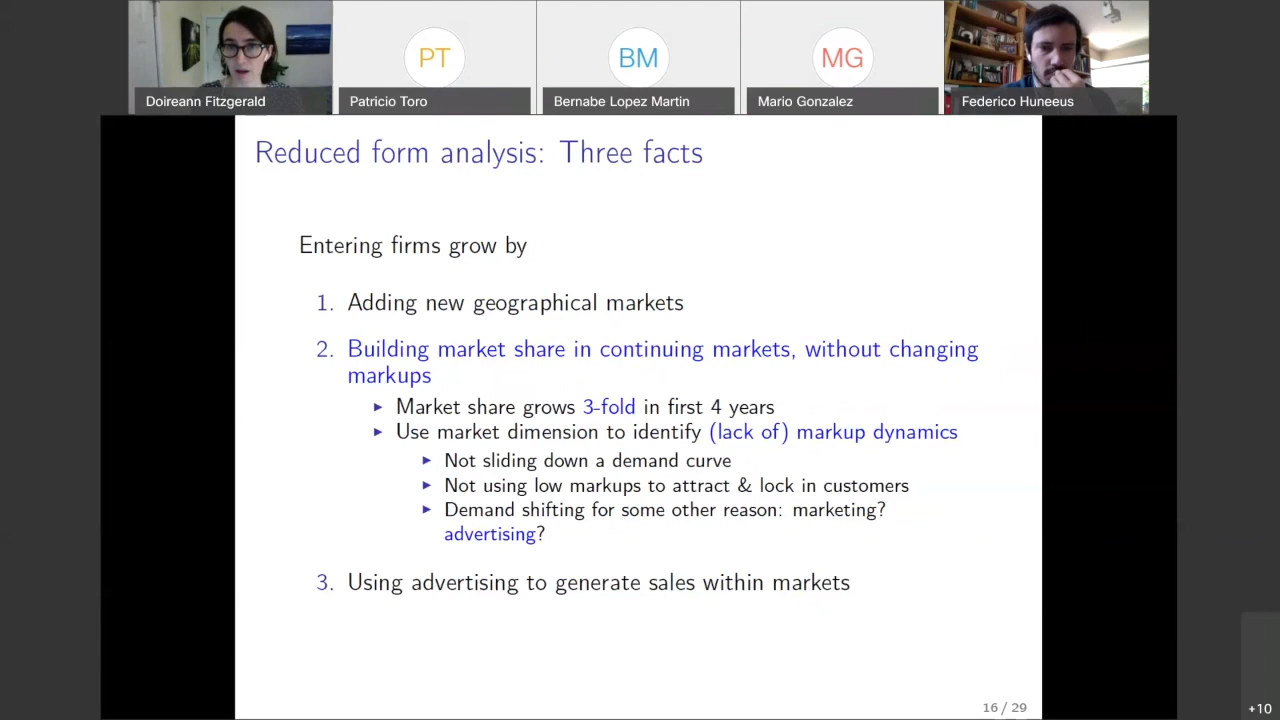 PT
BM
MG
Doireann Fitzgerald
Patricio Toro
Bernabe Lopez Martin
Mario Gonzalez
Federico Huneeus
Reduced form analysis: Three facts
Entering firms grow by
1. Adding new geographical markets
2. Building market share in continuing markets, without changing
markups
▶ Market share grows 3-fold in first 4 years
▶ Use market dimension to identify (lack of) markup dynamics
▶ Not sliding down a demand curve
▶ Not using low markups to attract & lock in customers
▶ Demand shifting for some other reason: marketing?
advertising?
3. Using advertising to generate sales within markets
16 / 29
+10